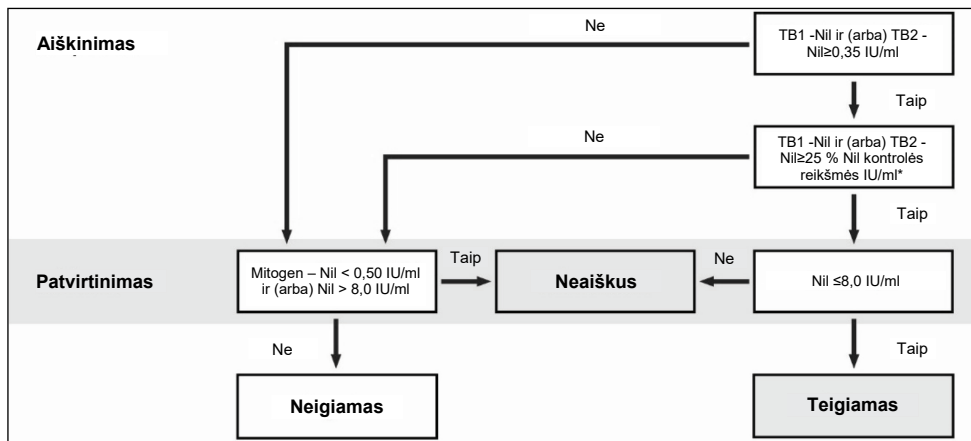 Aiškinimas
Ne
TB1 -Nil ir (arba) TB2 -
Nil≥0,35 IU/ml
Taip
Ne
TB1 -Nil ir (arba) TB2 -
Nil≥25 % Nil kontrolės
reikšmės IU/ml*
Taip
Patvirtinimas
Mitogen – Nil < 0,50 IU/ml
ir (arba) Nil > 8,0 IU/ml
Taip
Neaiškus
Ne
Nil ≤8,0 IU/ml
Ne
Taip
Neigiamas
Teigiamas